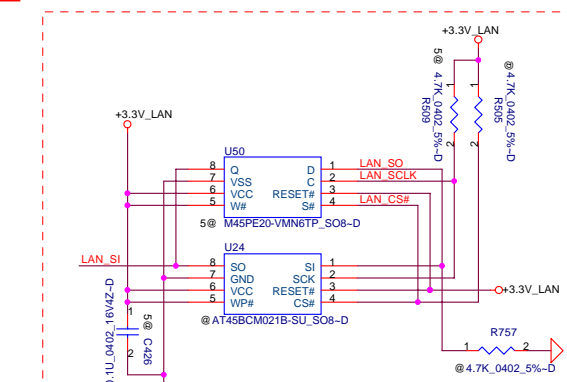 +3.3V_LAN
5@ 4.7K_0402_5%~D
R509
@ 4.7K_0402_5%~D
R505
1
1
2
2
+3.3V_LAN
U50
8 Q D 1 LAN_SO
7 VSS C 2 LAN_SCLK
6 VCC RESET# 3
5 W# S# 4 LAN_CS#
5@ M45PE20-VMN6TP_SO8~D
U24
LAN_SI
8 SO SI 1
7 GND SCK 2
6 VCC RESET# 3
5 WP# CS# 4
+3.3V_LAN
@ AT45BCM021B-SU_SO8~D
1
2
.1U_0402_16V4Z~D
5@ C426
R757
1 2
@ 4.7K_0402_5%~D